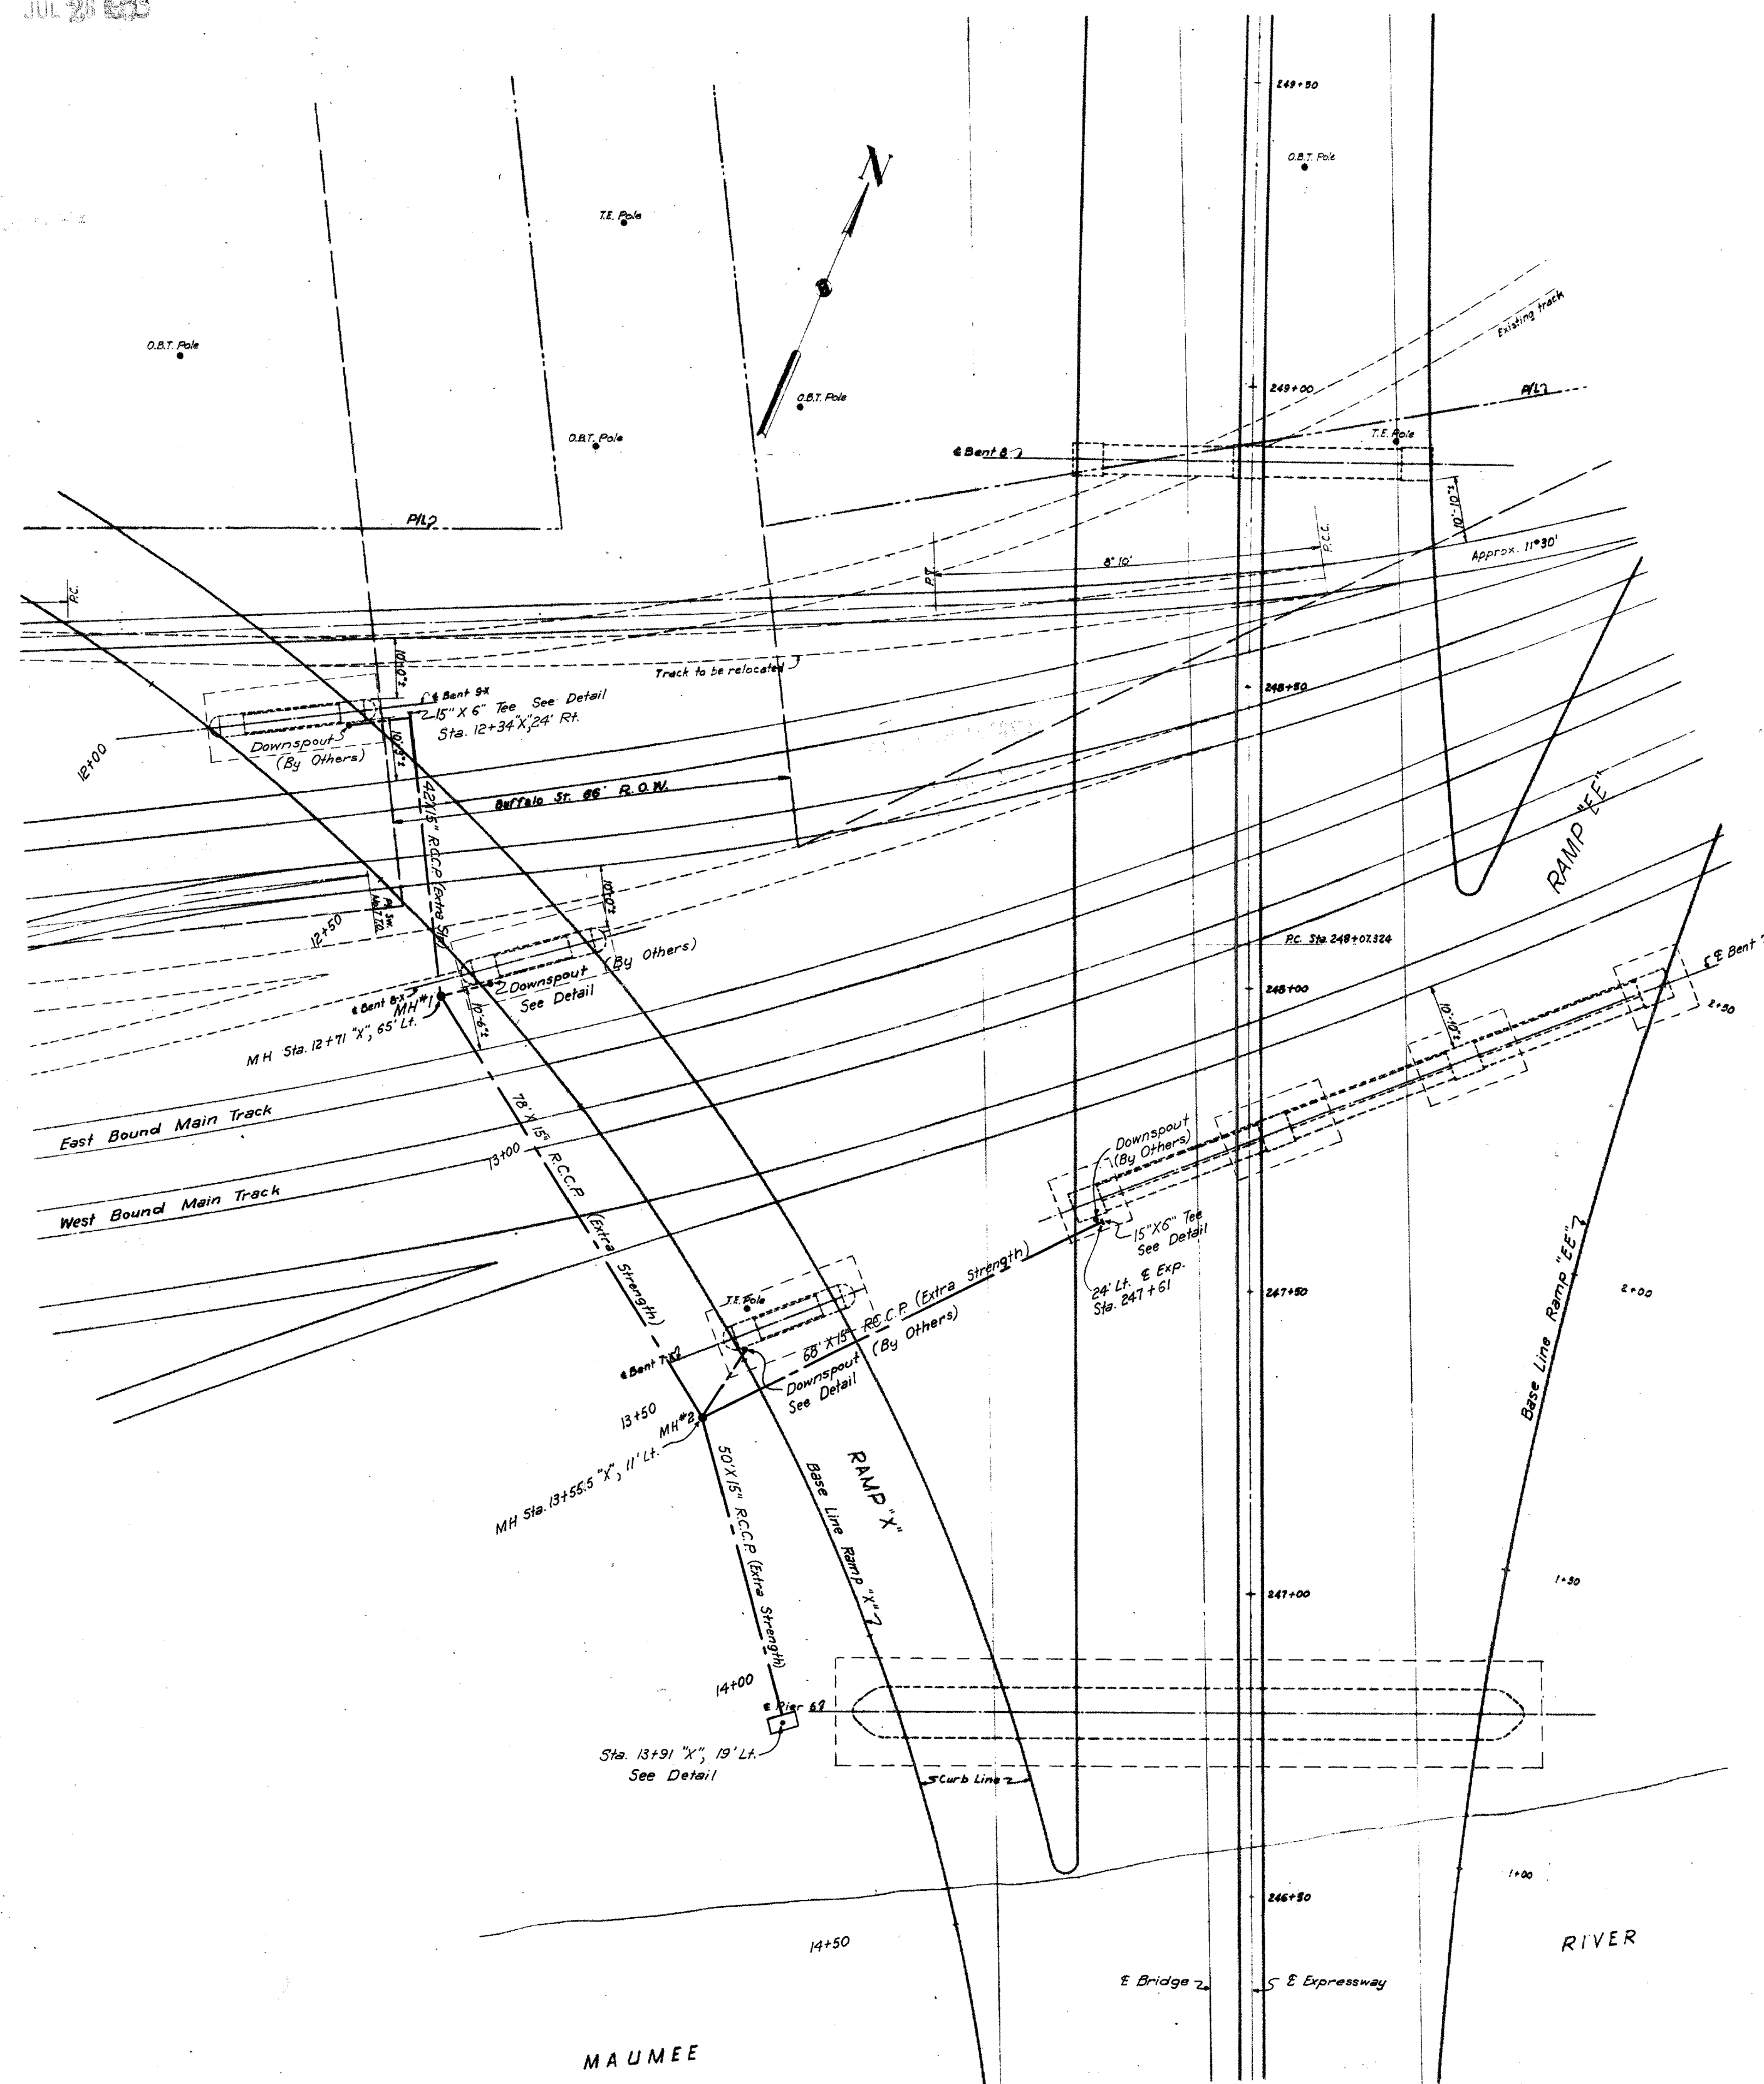 JUL 26
249+50
O.B.T. Pole
N
T.E. Pole
Existing track
O.B.T. Pole
249+00
P/L
O.B.T. Pole
T.E. Pole
O.B.T. Pole
℄ Bent 8
10'-10"±
P/L
P.C.C.
Approx. 11°30'
8°10'
P.T.
P.C.
Track to be relocated
10'-0"±
248+50
℄ Bent 9-X
15" X 6" Tee See Detail
Sta. 12+34"X", 24' Rt.
Downspout
(By Others)
12+00
Buffalo St. 66' R.O.W.
42'X15" R.C.C.P. (Extra Str.)
RAMP "EE"
10'-0"±
12+50
P.C. Sta. 248+07.324
Downspout (By Others)
See Detail
℄ Bent 8-X
MH#1
MH Sta. 12+71 "X", 65' Lt.
10'-6"±
248+00
℄ Bent 7
2+50
10'-10"±
East Bound Main Track
78' X 15" R.C.C.P. (Extra Strength)
13+00
Downspout
(By Others)
West Bound Main Track
15"X6" Tee
See Detail
24' Lt. ℄ Exp.
Sta. 247+61
247+50
2+00
Base Line Ramp "EE"
T.E. Pole
68' X 15" R.C.C.P. (Extra Strength)
(By Others)
Downspout
See Detail
℄ Bent 7-X
13+50
MH#2
MH Sta. 13+55.5 "X", 11' Lt.
RAMP "X"
50'X15" R.C.C.P. (Extra Strength)
Base Line Ramp "X"
1+50
247+00
14+00
℄ Pier 6
Sta. 13+91 "X", 19' Lt.
See Detail
Curb Line
1+00
246+50
14+50
RIVER
℄ Bridge
℄ Expressway
MAUMEE